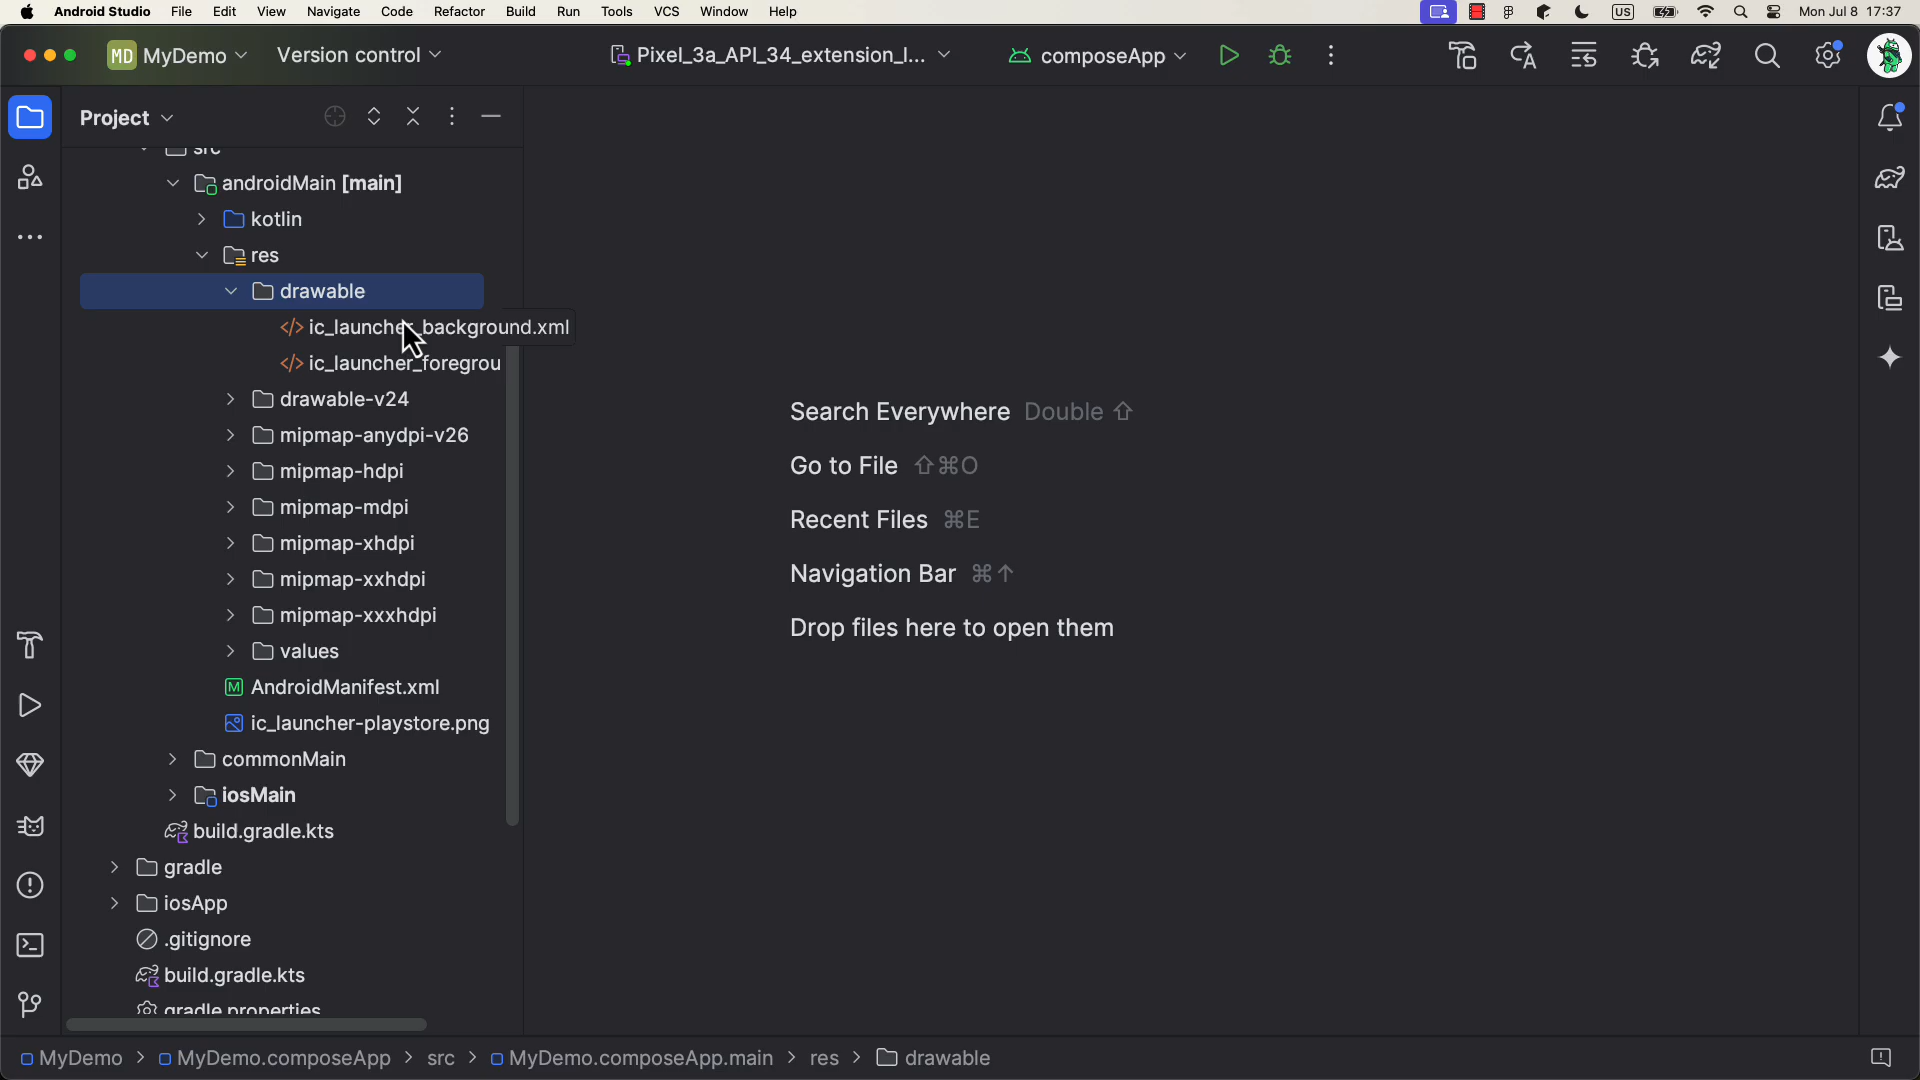 Android Studio File Edit View Navigate Code Refactor Build Run Tools VCS Window Help US Mon Jul 8 17:37
MD MyDemo Version control Pixel_3a_API_34_extension_l... composeApp
Project
src
androidMain [main]
kotlin
res
drawable
ic_launcher_background.xml
ic_launcher_foregrou
drawable-v24
mipmap-anydpi-v26
mipmap-hdpi
mipmap-mdpi
mipmap-xhdpi
mipmap-xxhdpi
mipmap-xxxhdpi
values
M AndroidManifest.xml
ic_launcher-playstore.png
commonMain
iosMain
build.gradle.kts
gradle
iosApp
.gitignore
build.gradle.kts
gradle.properties
Search Everywhere Double ⇧
Go to File ⇧⌘O
Recent Files ⌘E
Navigation Bar ⌘↑
Drop files here to open them
MyDemo > MyDemo.composeApp > src > MyDemo.composeApp.main > res > drawable